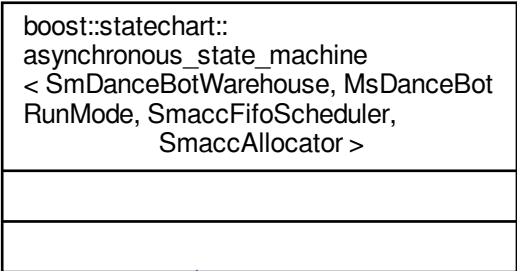 boost::statechart::
asynchronous_state_machine
< SmDanceBotWarehouse, MsDanceBot
RunMode, SmaccFifoScheduler,
SmaccAllocator >